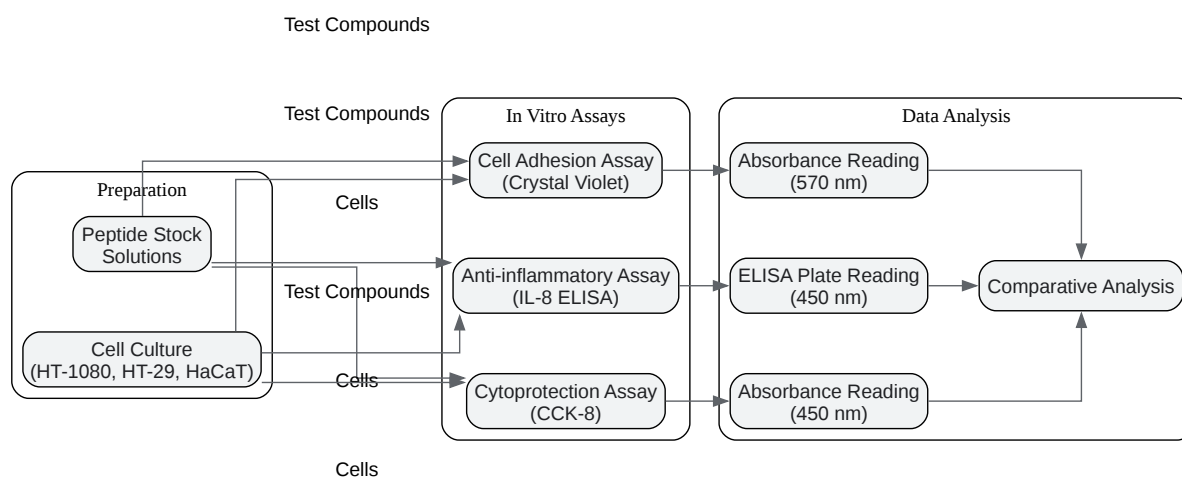 Test Compounds
Test Compounds
Cells
Test Compounds
Cells
Cells
Preparation
Peptide Stock
Solutions
Cell Culture
(HT-1080, HT-29, HaCaT)
In Vitro Assays
Cell Adhesion Assay
(Crystal Violet)
Anti-inflammatory Assay
(IL-8 ELISA)
Cytoprotection Assay
(CCK-8)
Data Analysis
Absorbance Reading
(570 nm)
ELISA Plate Reading
(450 nm)
Absorbance Reading
(450 nm)
Comparative Analysis